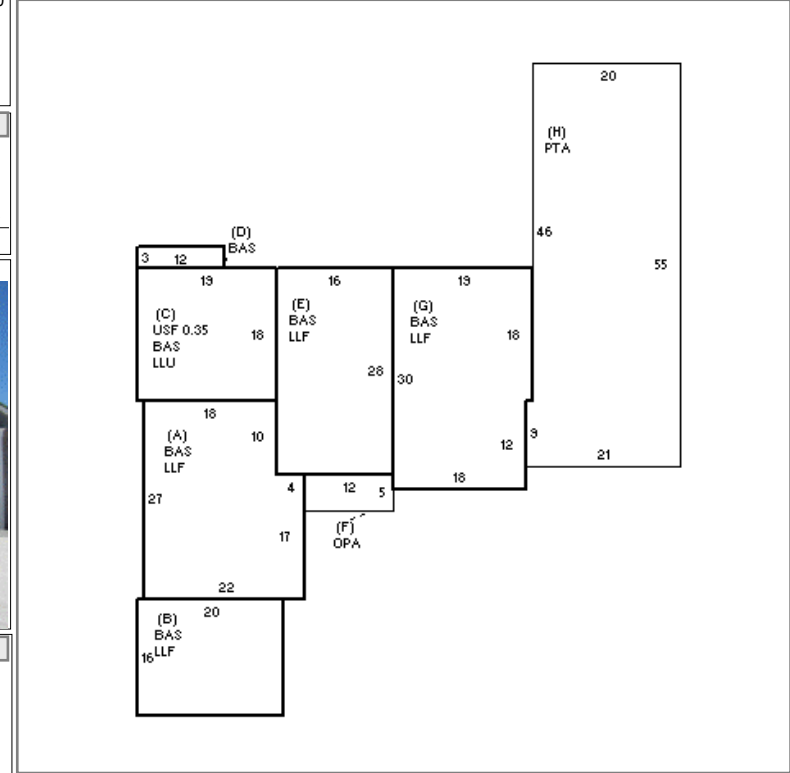 20
(H)
PTA
46
55
(D)
BAS
3 12
19
(C)
USF 0.35
BAS
LLU
18
16
(E)
BAS
LLF
28
19
(G)
BAS
LLF
18
30
12
18
9
21
18
(A)
BAS
LLF
10
27
4
17
22
12
5
(F)
OPA
20
(B)
BAS
LLF
16